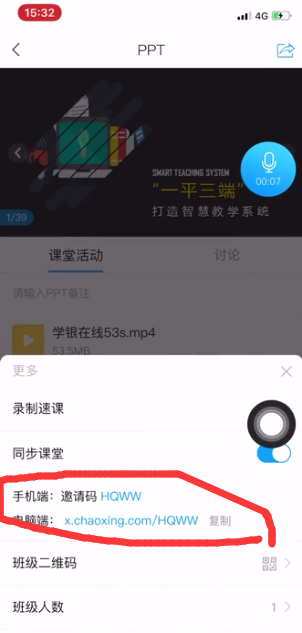 15:32
4G
PPT
SMART TEACHING SYSTEM
“一平三端”
打造智慧教学系统
00:07
1/39
课堂活动
讨论
请输入PPT备注
学银在线53s.mp4
53.5MB
更多
录制速课
同步课堂
手机端：邀请码 HQWW
电脑端：x.chaoxing.com/HQWW 复制
班级二维码
班级人数 1